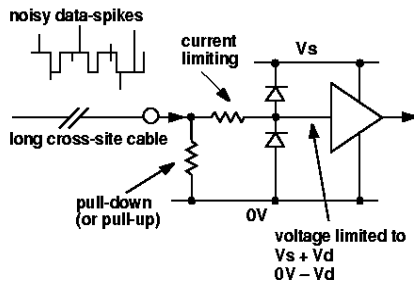 noisy data-spikes
current
limiting
Vs
long cross-site cable
pull-down
(or pull-up)
0V
voltage limited to
Vs + Vd
0V – Vd